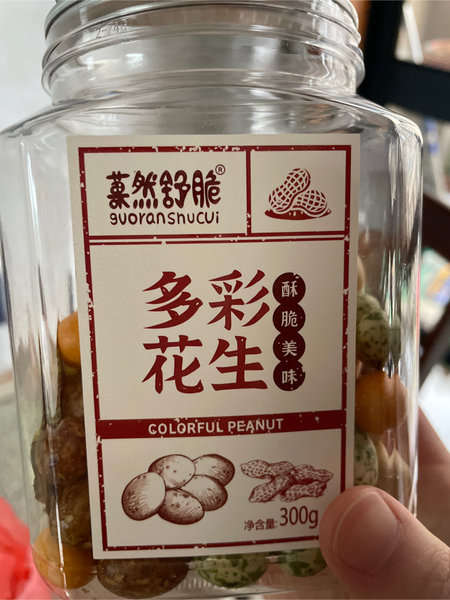 菓然舒脆®
guoranshucui
多彩
花生
酥脆美味
COLORFUL PEANUT
净含量: 300g